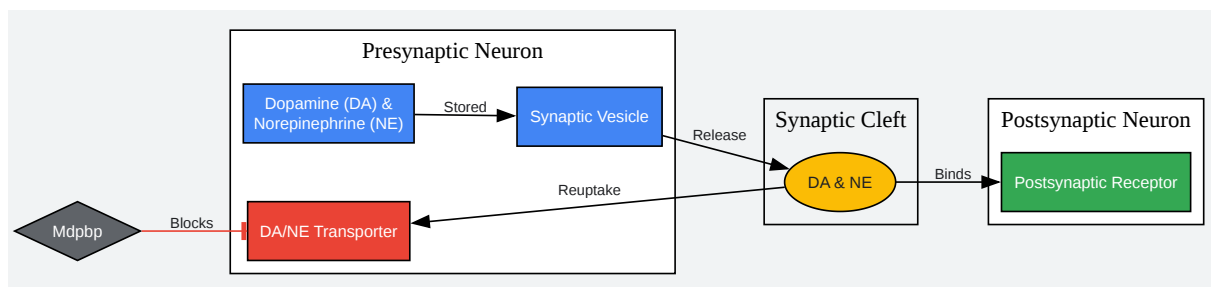 Presynaptic Neuron
Dopamine (DA) &
Norepinephrine (NE)
Stored
Synaptic Vesicle
Release
Synaptic Cleft
DA & NE
Binds
Postsynaptic Neuron
Postsynaptic Receptor
Reuptake
Mdpbp
Blocks
DA/NE Transporter